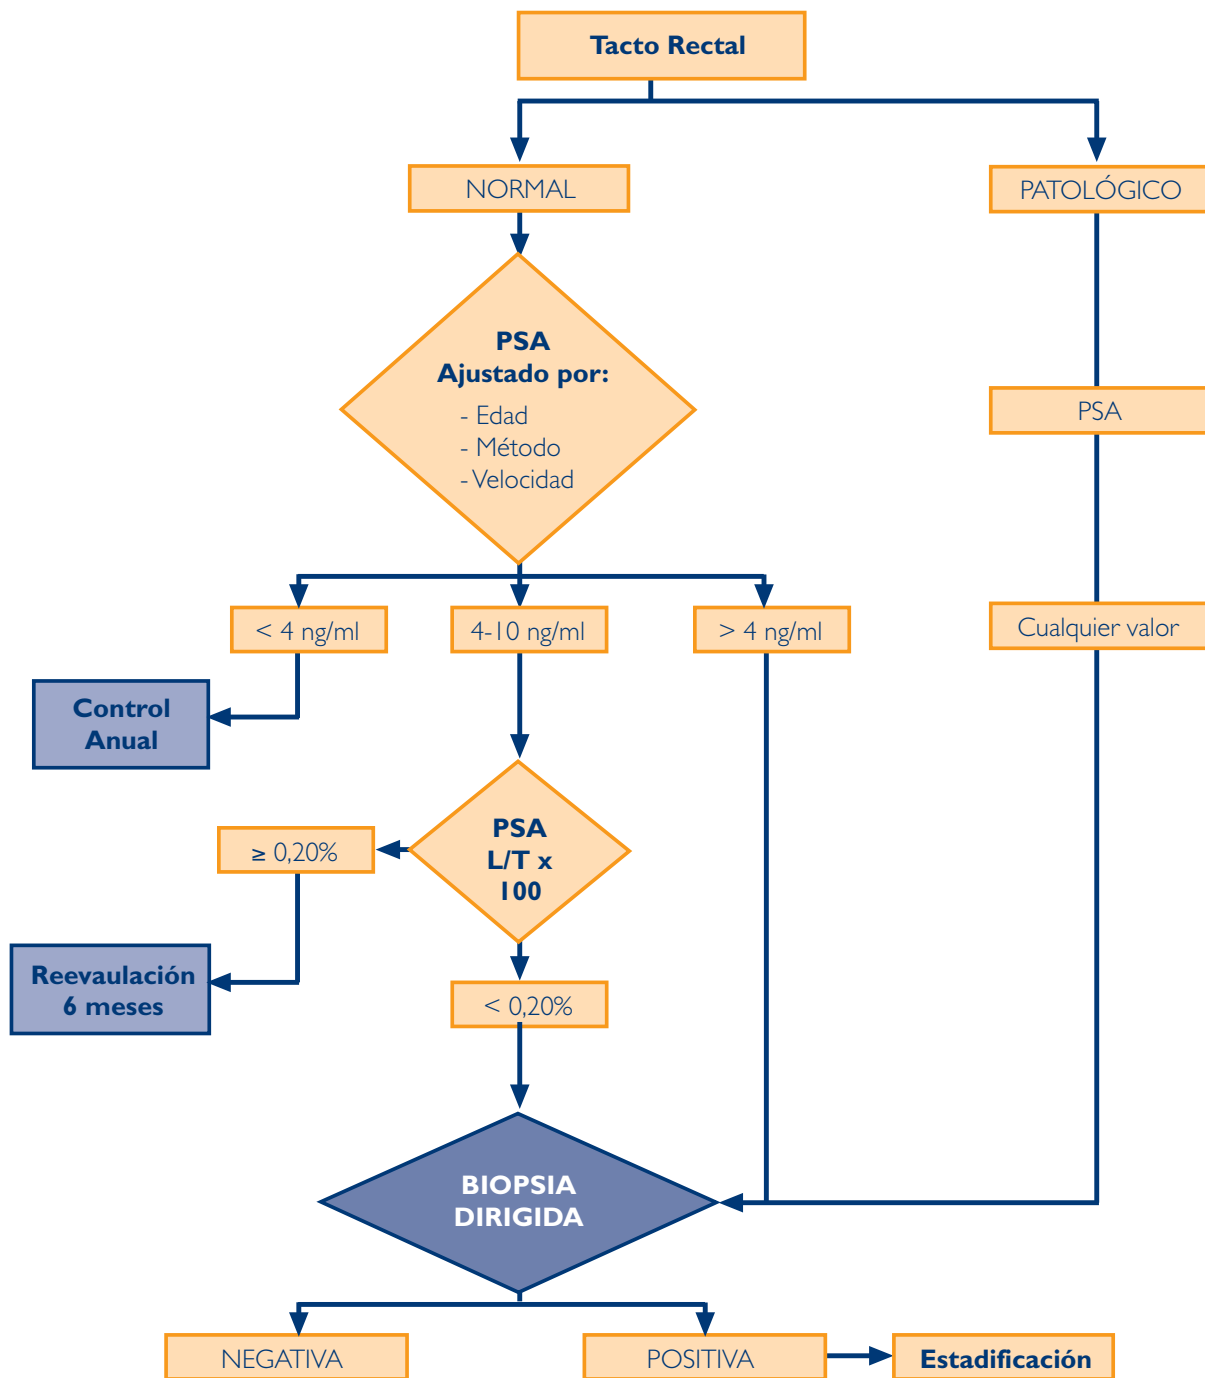 Tacto Rectal
NORMAL
PATOLÓGICO
PSA
Ajustado por:
- Edad
- Método
- Velocidad
PSA
< 4 ng/ml
4-10 ng/ml
> 4 ng/ml
Cualquier valor
Control
Anual
PSA
L/T x
100
≥ 0,20%
Reevaulación
6 meses
< 0,20%
BIOPSIA
DIRIGIDA
NEGATIVA
POSITIVA
Estadificación